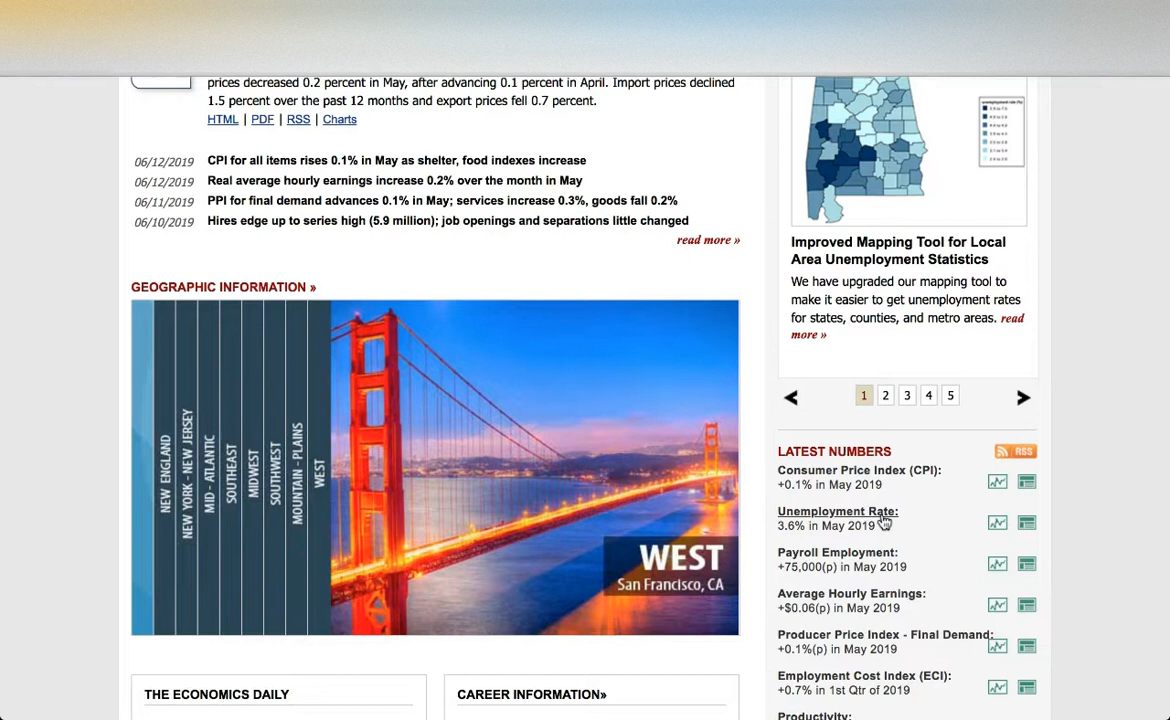 prices decreased 0.2 percent in May, after advancing 0.1 percent in April. Import prices declined
1.5 percent over the past 12 months and export prices fell 0.7 percent.
HTML | PDF | RSS | Charts
06/12/2019 CPI for all items rises 0.1% in May as shelter, food indexes increase
06/12/2019 Real average hourly earnings increase 0.2% over the month in May
06/11/2019 PPI for final demand advances 0.1% in May; services increase 0.3%, goods fall 0.2%
06/10/2019 Hires edge up to series high (5.9 million); job openings and separations little changed
read more »
GEOGRAPHIC INFORMATION »
NEW ENGLAND
NEW YORK - NEW JERSEY
MID - ATLANTIC
SOUTHEAST
MIDWEST
SOUTHWEST
MOUNTAIN - PLAINS
WEST
WEST
San Francisco, CA
THE ECONOMICS DAILY
CAREER INFORMATION»
Improved Mapping Tool for Local
Area Unemployment Statistics
We have upgraded our mapping tool to
make it easier to get unemployment rates
for states, counties, and metro areas. read
more »
1 2 3 4 5
LATEST NUMBERS
RSS
Consumer Price Index (CPI):
+0.1% in May 2019
Unemployment Rate:
3.6% in May 2019
Payroll Employment:
+75,000(p) in May 2019
Average Hourly Earnings:
+$0.06(p) in May 2019
Producer Price Index - Final Demand:
+0.1%(p) in May 2019
Employment Cost Index (ECI):
+0.7% in 1st Qtr of 2019
Productivity: